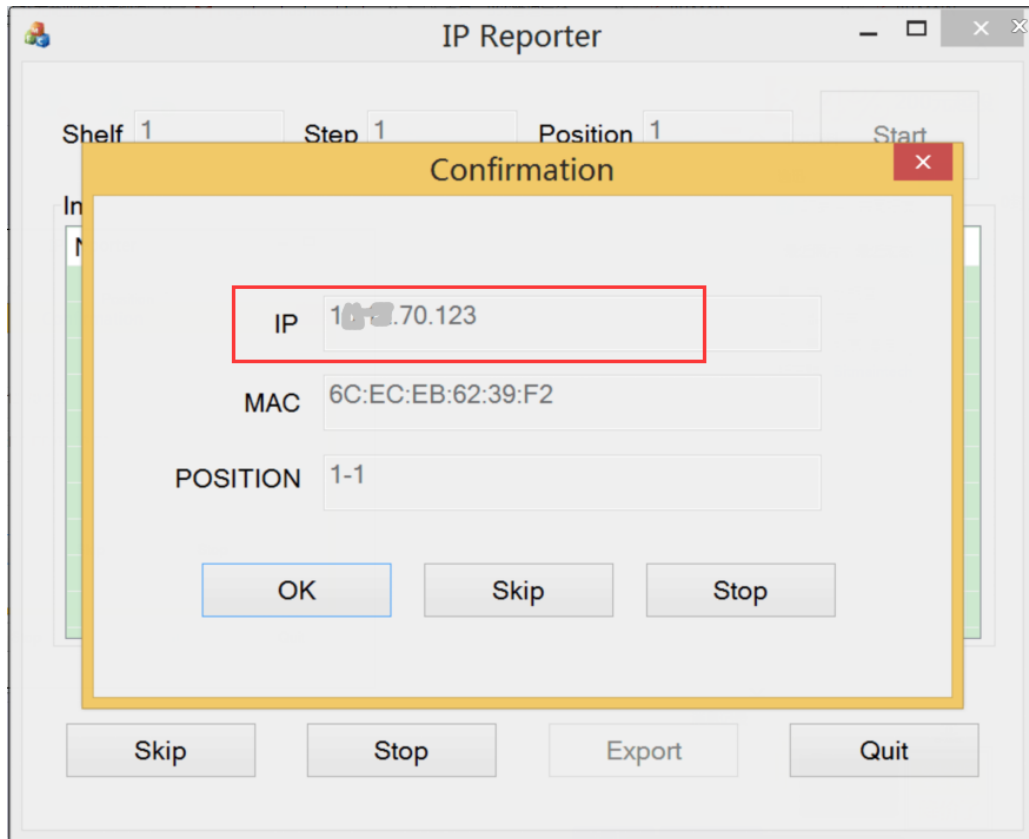 IP Reporter
Shelf 1 Step 1 Position 1 Start
Confirmation
IP .70.123
MAC 6C:EC:EB:62:39:F2
POSITION 1-1
OK Skip Stop
Skip Stop Export Quit